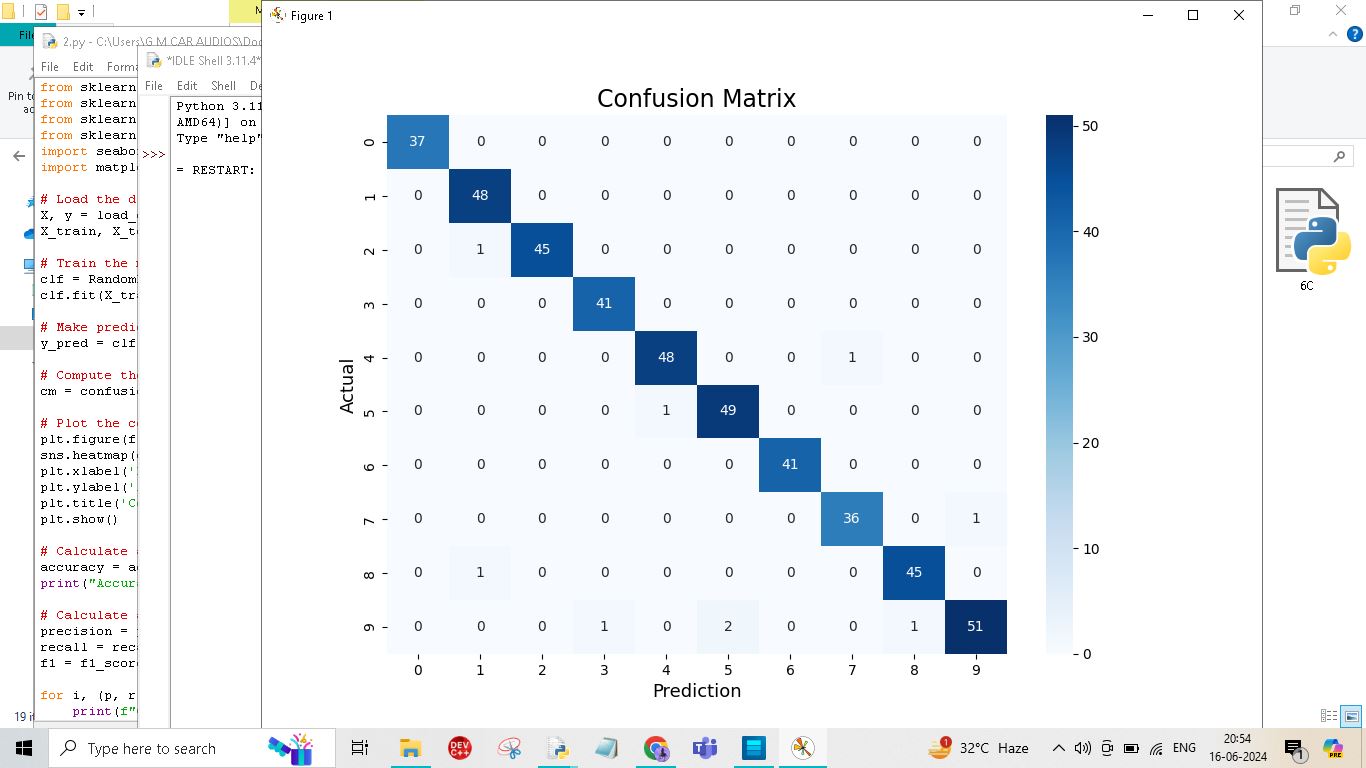 Figure 1
File
2.py - C:\Users\G M CAR AUDIOS\Doc
*IDLE Shell 3.11.4*
File Edit Forma
File Edit Shell De
Pin to
ac
from sklearn
from sklearn
from sklearn
from sklearn
import seabo
import matpl
# Load the d
X, y = load_
X_train, X_t
# Train the
clf = Random
clf.fit(X_tr
# Make predi
y_pred = clf
# Compute th
cm = confusi
# Plot the c
plt.figure(f
sns.heatmap(
plt.xlabel('
plt.ylabel('
plt.title('C
plt.show()
# Calculate
accuracy = a
print("Accur
# Calculate
precision =
recall = rec
f1 = f1_scor
for i, (p, r
print(f"
19 it
Python 3.11
AMD64)] on
Type "help"
>>>
= RESTART:
Confusion Matrix
Actual
0 37 0 0 0 0 0 0 0 0 0
1 0 48 0 0 0 0 0 0 0 0
2 0 1 45 0 0 0 0 0 0 0
3 0 0 0 41 0 0 0 0 0 0
4 0 0 0 0 48 0 0 1 0 0
5 0 0 0 0 1 49 0 0 0 0
6 0 0 0 0 0 0 41 0 0 0
7 0 0 0 0 0 0 0 36 0 1
8 0 1 0 0 0 0 0 0 45 0
9 0 0 0 1 0 2 0 0 1 51
0 1 2 3 4 5 6 7 8 9
Prediction
50
40
30
20
10
0
6C
Type here to search
DEV
C++
1
32°C Haze
ENG
20:54
16-06-2024
1
PRE